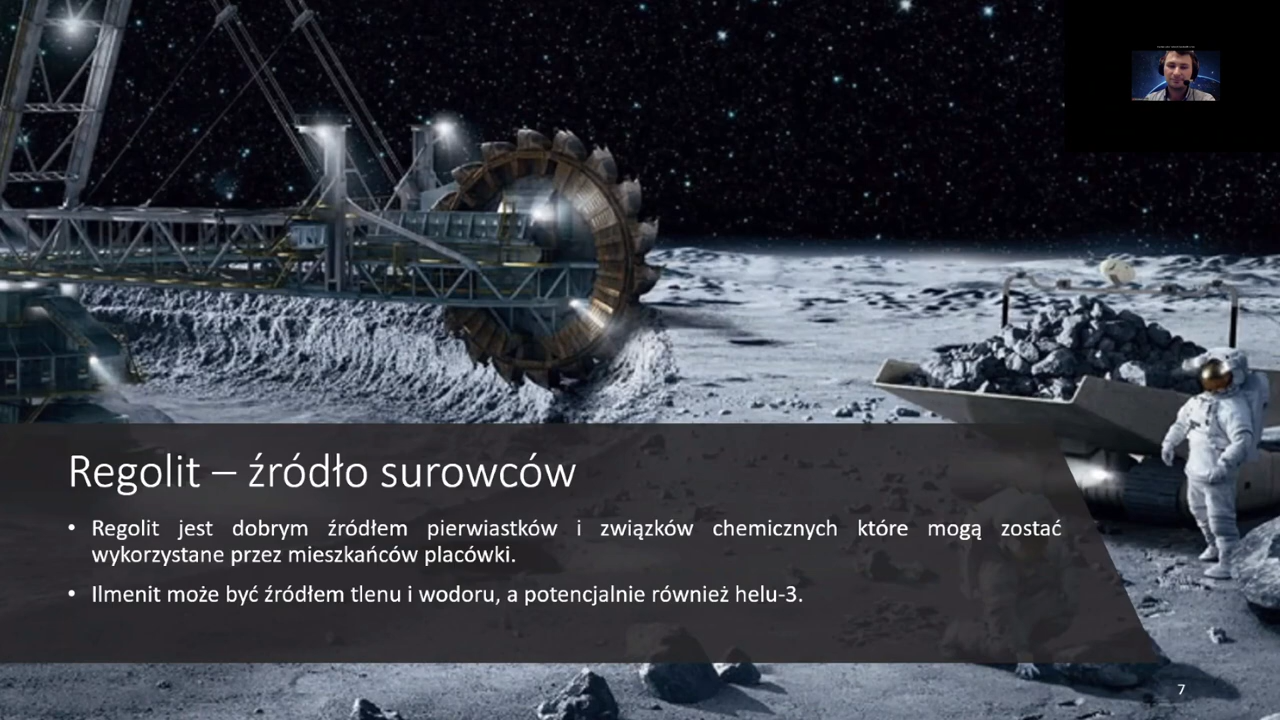 Regolit – źródło surowców
• Regolit jest dobrym źródłem pierwiastków i związków chemicznych które mogą zostać
wykorzystane przez mieszkańców placówki.
• Ilmenit może być źródłem tlenu i wodoru, a potencjalnie również helu-3.
7